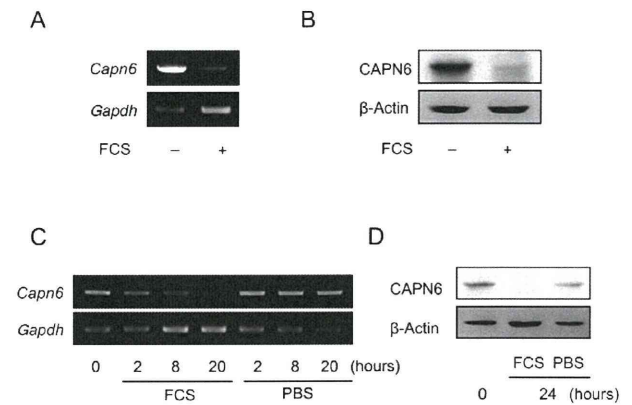 A
B
Capn6
CAPN6
Gapdh
β-Actin
FCS − +
FCS − +
C
D
Capn6
CAPN6
Gapdh
β-Actin
0 2 8 20 2 8 20 (hours)
FCS PBS
FCS PBS
0 24 (hours)